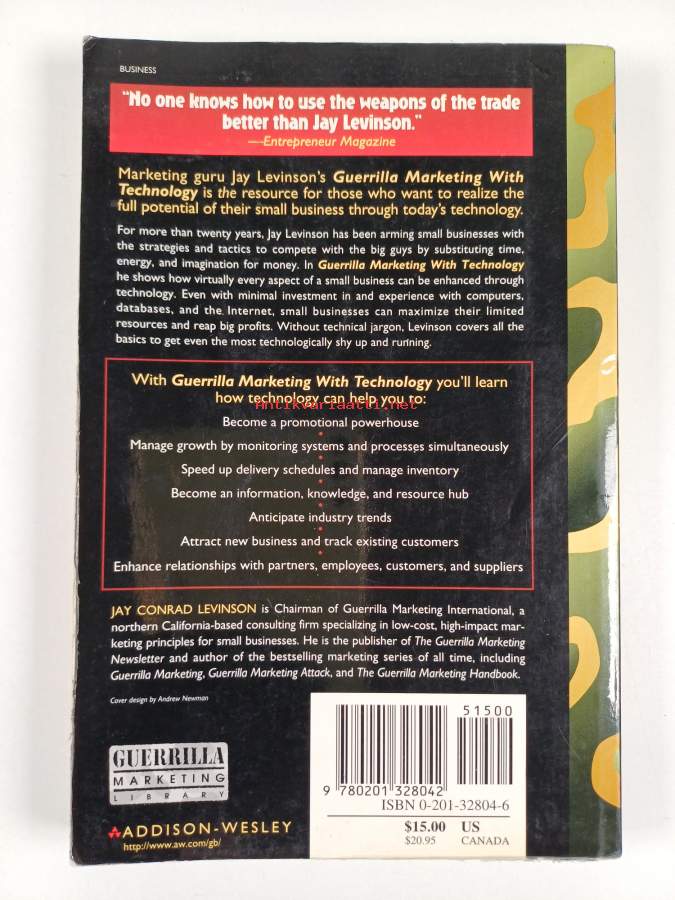 BUSINESS
"No one knows how to use the weapons of the trade
better than Jay Levinson."
—Entrepreneur Magazine
Marketing guru Jay Levinson's Guerrilla Marketing With
Technology is the resource for those who want to realize the
full potential of their small business through today's technology.
For more than twenty years, Jay Levinson has been arming small businesses with
the strategies and tactics to compete with the big guys by substituting time,
energy, and imagination for money. In Guerrilla Marketing With Technology
he shows how virtually every aspect of a small business can be enhanced through
technology. Even with minimal investment in and experience with computers,
databases, and the Internet, small businesses can maximize their limited
resources and reap big profits. Without technical jargon, Levinson covers all the
basics to get even the most technologically shy up and running.
With Guerrilla Marketing With Technology you'll learn
how technology can help you to:
Antikvariaatti.net
Become a promotional powerhouse
Manage growth by monitoring systems and processes simultaneously
Speed up delivery schedules and manage inventory
Become an information, knowledge, and resource hub
Anticipate industry trends
Attract new business and track existing customers
Enhance relationships with partners, employees, customers, and suppliers
JAY CONRAD LEVINSON is Chairman of Guerrilla Marketing International, a
northern California-based consulting firm specializing in low-cost, high-impact mar-
keting principles for small businesses. He is the publisher of The Guerrilla Marketing
Newsletter and author of the bestselling marketing series of all time, including
Guerrilla Marketing, Guerrilla Marketing Attack, and The Guerrilla Marketing Handbook.
Cover design by Andrew Newman
51500
GUERRILLA
MARKETING
LIBRARY
9 780201 328042
ISBN 0-201-32804-6
ADDISON-WESLEY
http://www.aw.com/gb/
$15.00 US
$20.95 CANADA